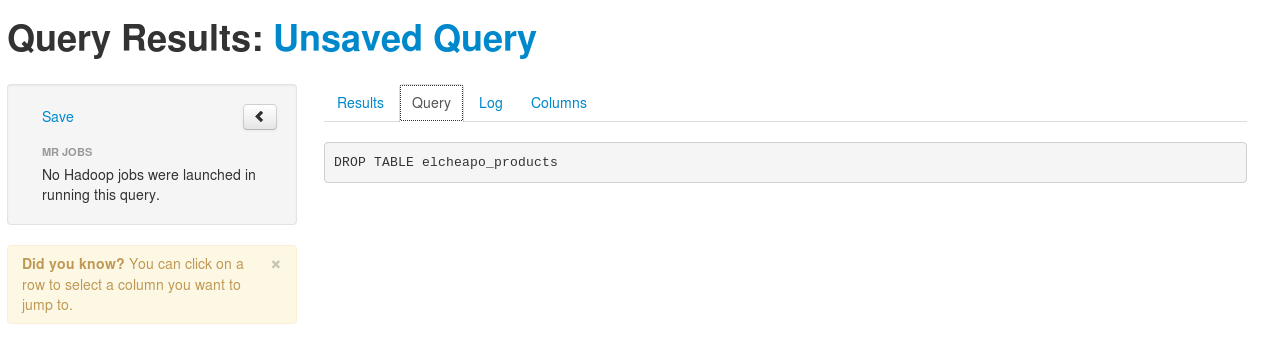 Query Results: Unsaved Query
Save
MR JOBS
No Hadoop jobs were launched in
running this query.
Did you know? You can click on a
row to select a column you want to
jump to.
×
Results Query Log Columns
DROP TABLE elcheapo_products